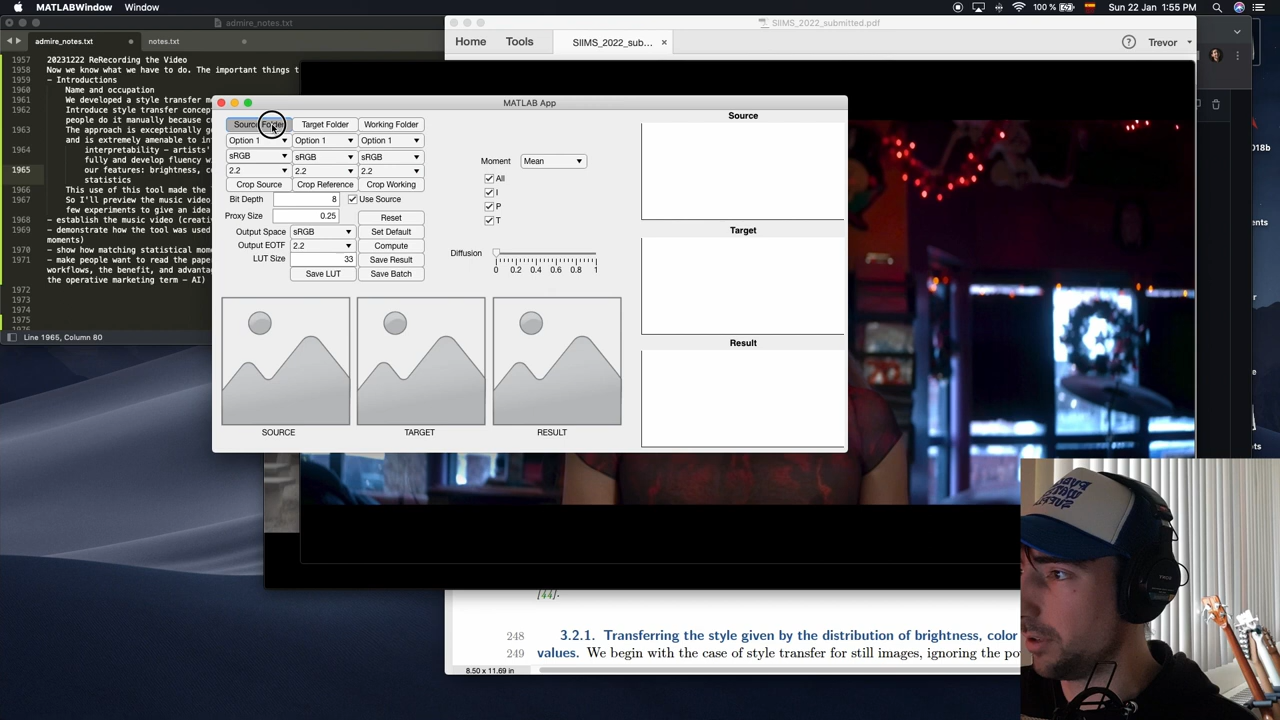 MATLABWindow Window
100 % Sun 22 Jan 1:55 PM
admire_notes.txt
admire_notes.txt notes.txt
1957 20231222 ReRecording the Video
1958 Now we know what we have to do. The important things t
1959 - Introductions
1960 Name and occupation
1961 We developed a style transfer m
1962 Introduce style transfer concep
people do it manually because c
1963 The approach is exceptionally g
and is extremely amenable to in
1964 interpretability - artists'
fully and develop fluency w
1965 our features: brightness, c
statistics
1966 This use of this tool made the
1967 So I'll preview the music video
few experiments to give an idea
1968 - establish the music video (creativ
1969 - demonstrate how the tool was used
moments)
1970 - show how matching statistical mome
1971 - make people want to read the pape
workflows, the benefit, and advanta
the operative marketing term - AI)
1972
1973
1974
1975
Line 1965, Column 80
SIIMS_2022_submitted.pdf
Home Tools SIIMS_2022_sub... × ? Trevor
MATLAB App
Source Folder Target Folder Working Folder
Option 1 Option 1 Option 1
sRGB sRGB sRGB
2.2 2.2 2.2
Crop Source Crop Reference Crop Working
Bit Depth 8 Use Source
Proxy Size 0.25 Reset
Output Space sRGB Set Default
Output EOTF 2.2 Compute
LUT Size 33 Save Result
Save LUT Save Batch
Moment Mean
All
I
P
T
Diffusion
0 0.2 0.4 0.6 0.8 1
SOURCE TARGET RESULT
Source
Target
Result
[44].
248 3.2.1. Transferring the style given by the distribution of brightness, color
249 values. We begin with the case of style transfer for still images, ignoring the po
8.50 x 11.69 in
2018b